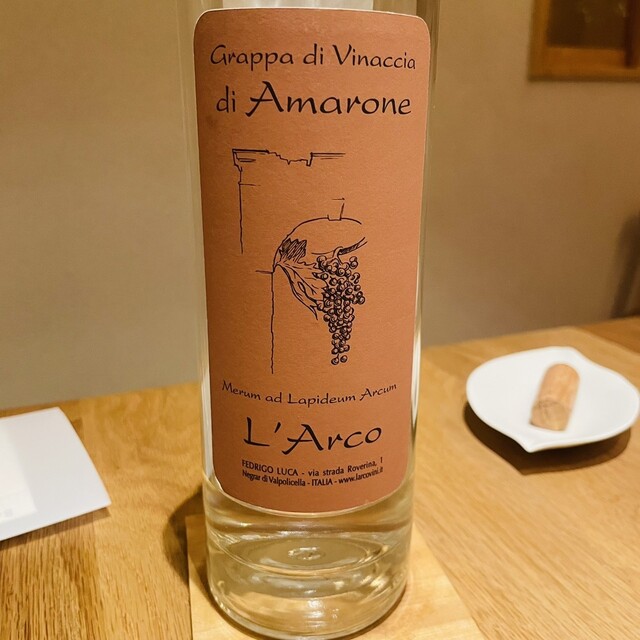 Grappa di Vinaccia
di Amarone
Merum ad Lapideum Arcum
L'Arco
FEDRIGO LUCA - via strada Roverina, 1
Negrar di Valpolicella - ITALIA - www.larcovini.it